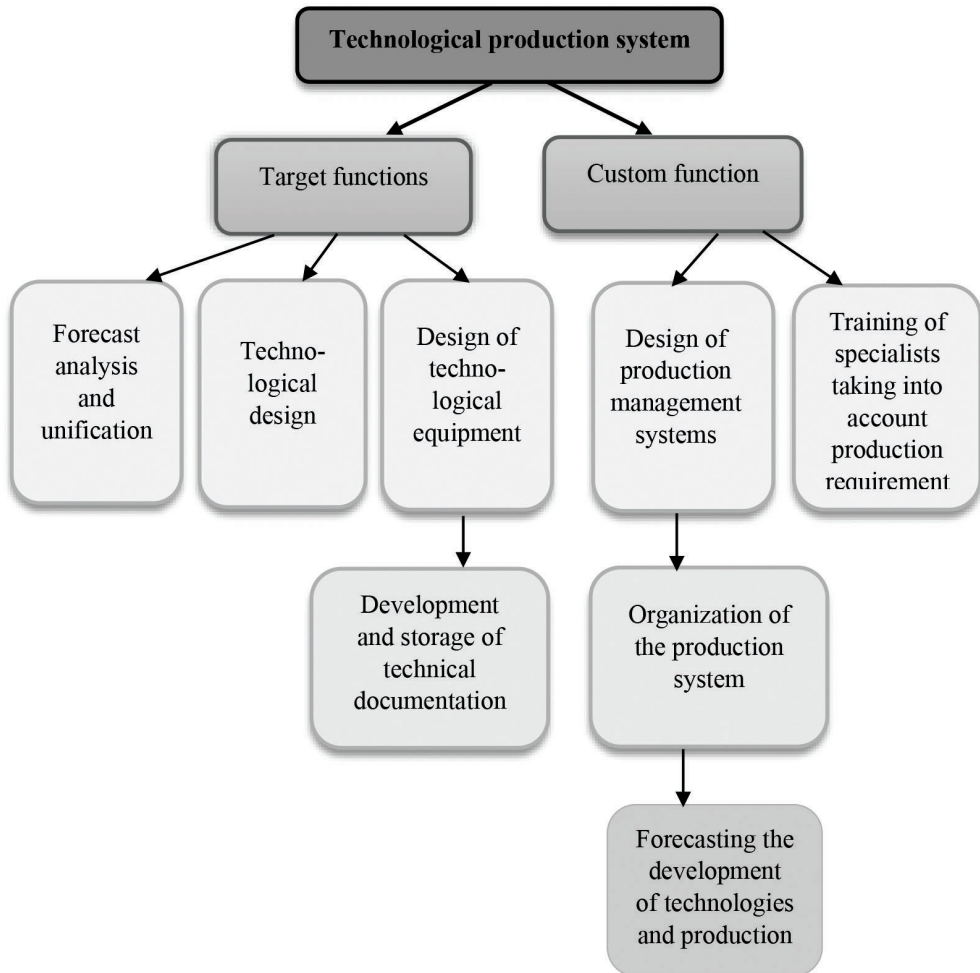 Technological production system
Target functions
Custom function
Forecast
analysis
and
unification
Techno-
logical
design
Design of
techno-
logical
equipment
Design of
production
management
systems
Training of
specialists
taking into
account
production
requirement
Development
and storage of
technical
documentation
Organization of
the production
system
Forecasting the
development
of technologies
and production